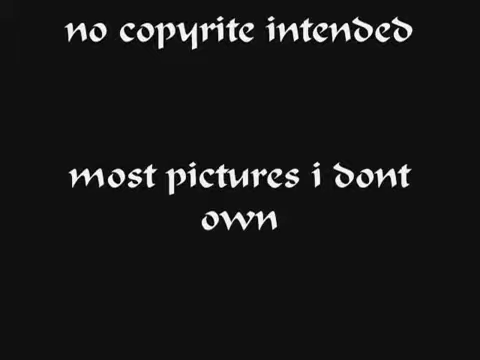 no copyrite intended
most pictures i dont
own